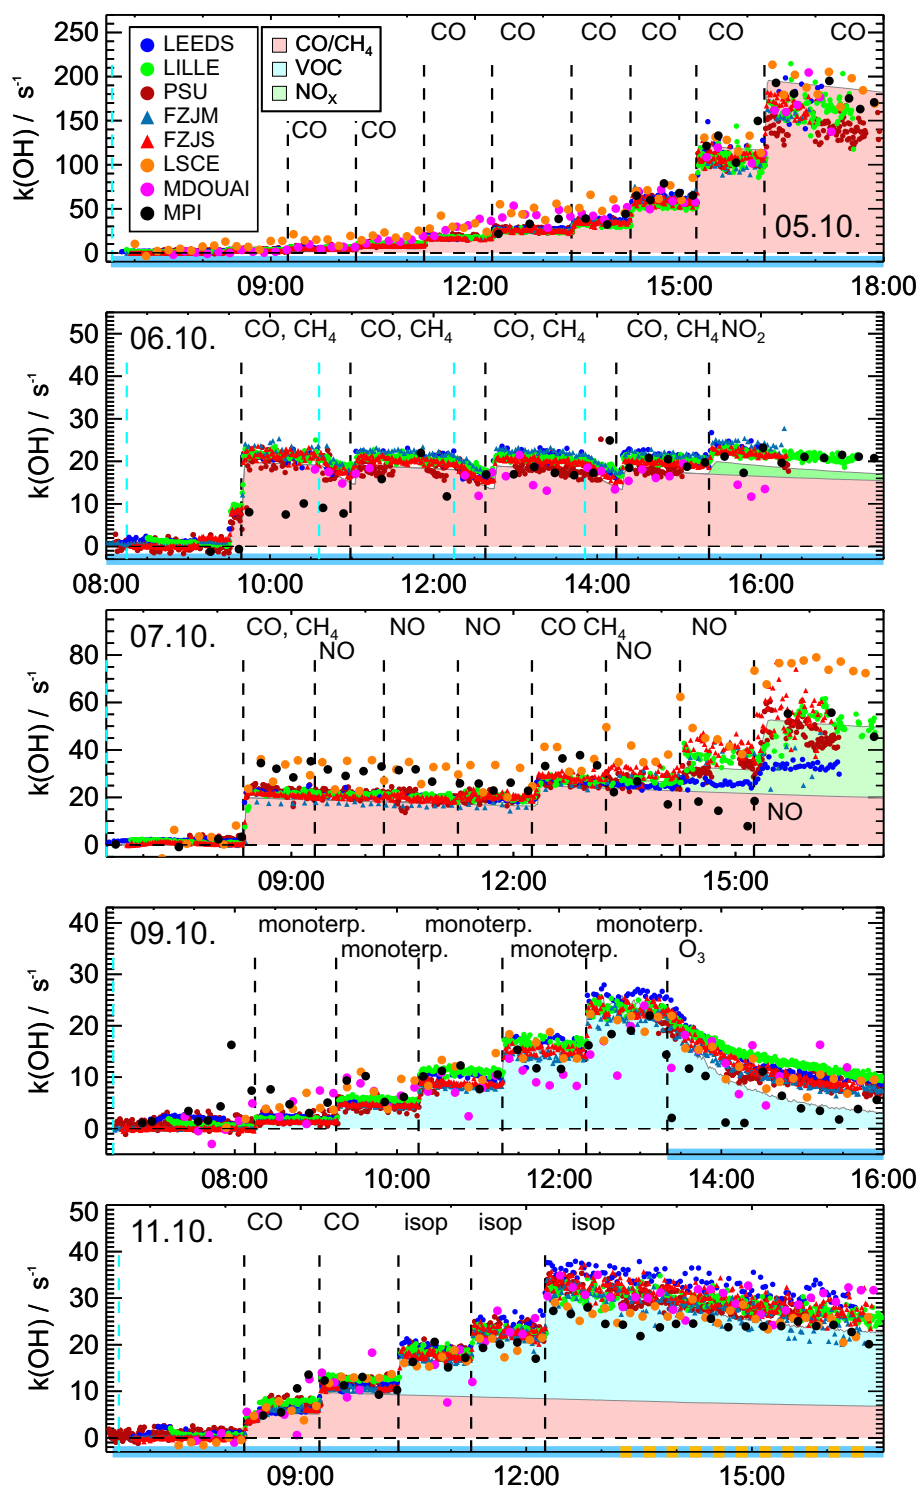 CO CO CO CO CO CO
250
200
150
100
50
0
k(OH) / s⁻¹
LEEDS
LILLE
PSU
FZJM
FZJS
LSCE
MDOUAI
MPI
CO/CH₄
VOC
NOₓ
CO CO
05.10.
09:00 12:00 15:00 18:00
06.10.
CO, CH₄ CO, CH₄ CO, CH₄ CO, CH₄ NO₂
50
40
30
20
10
0
k(OH) / s⁻¹
08:00 10:00 12:00 14:00 16:00
07.10.
CO, CH₄ NO NO CO CH₄ NO
NO NO
80
60
40
20
0
k(OH) / s⁻¹
NO
09:00 12:00 15:00
09.10.
monoterp. monoterp. monoterp.
monoterp. monoterp. O₃
40
30
20
10
0
k(OH) / s⁻¹
08:00 10:00 12:00 14:00 16:00
11.10.
CO CO isop isop isop
50
40
30
20
10
0
k(OH) / s⁻¹
09:00 12:00 15:00